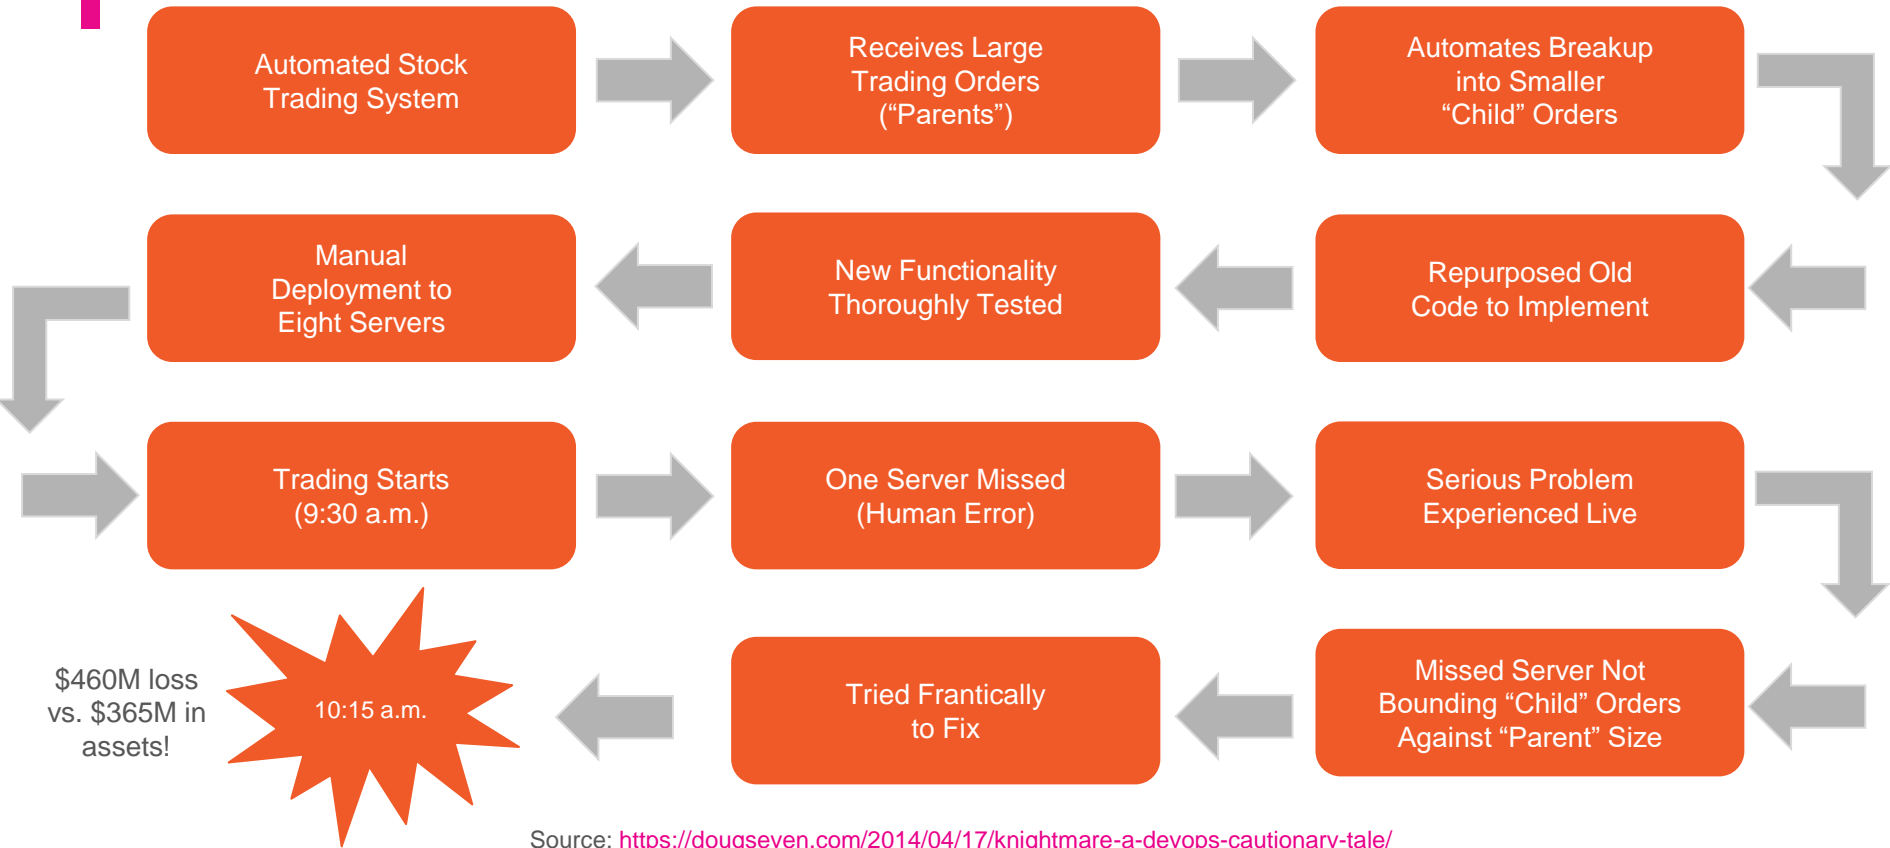 Automated Stock
Trading System
Receives Large
Trading Orders
(“Parents”)
Automates Breakup
into Smaller
“Child” Orders
Repurposed Old
Code to Implement
New Functionality
Thoroughly Tested
Manual
Deployment to
Eight Servers
Trading Starts
(9:30 a.m.)
One Server Missed
(Human Error)
Serious Problem
Experienced Live
Missed Server Not
Bounding “Child” Orders
Against “Parent” Size
Tried Frantically
to Fix
10:15 a.m.
$460M loss
vs. $365M in
assets!
Source: https://dougseven.com/2014/04/17/knightmare-a-devops-cautionary-tale/